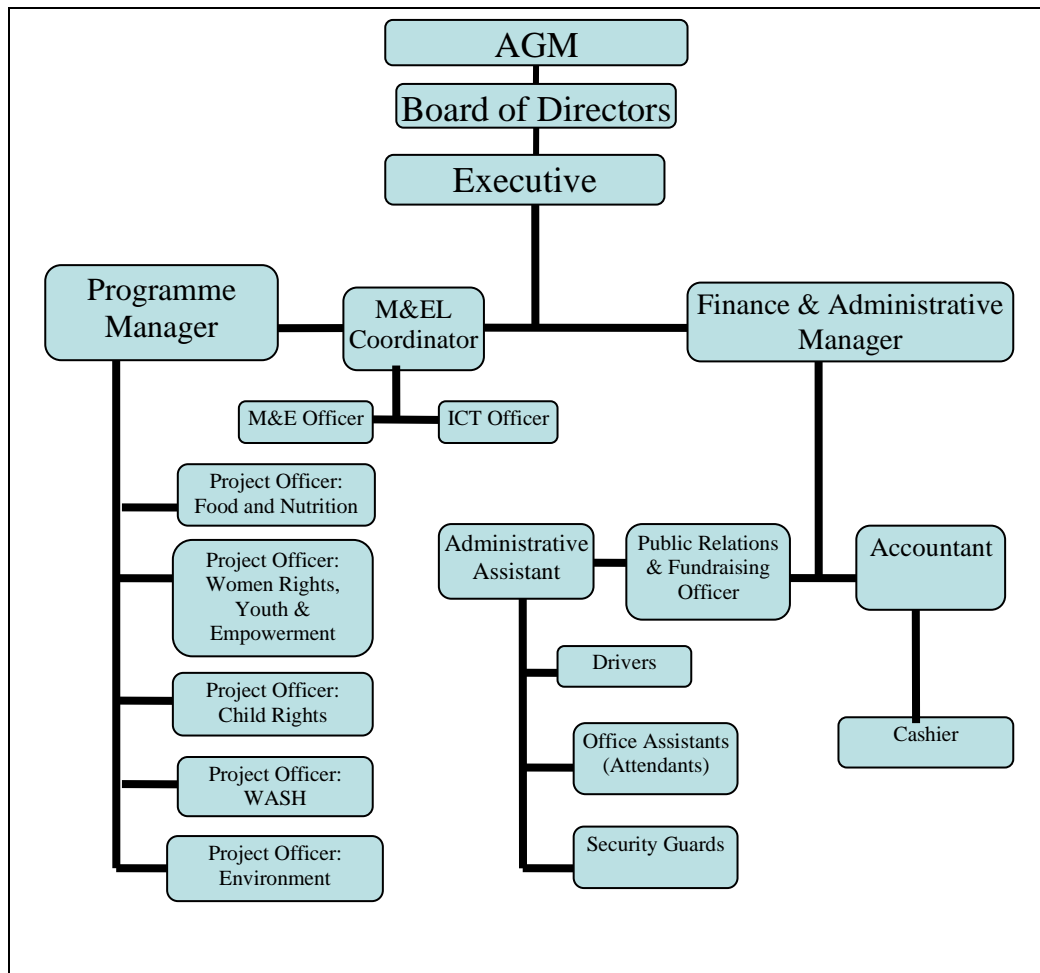 AGM
Board of Directors
Executive
Programme
Manager
M&EL
Coordinator
Finance & Administrative
Manager
M&E Officer
ICT Officer
Project Officer:
Food and Nutrition
Project Officer:
Women Rights,
Youth &
Empowerment
Project Officer:
Child Rights
Project Officer:
WASH
Project Officer:
Environment
Administrative
Assistant
Public Relations
& Fundraising
Officer
Accountant
Drivers
Office Assistants
(Attendants)
Security Guards
Cashier